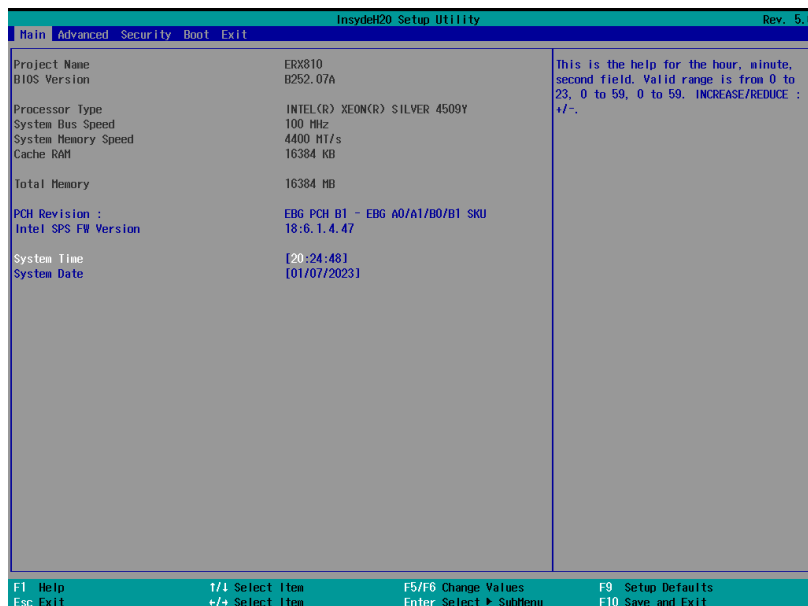 InsydeH20 Setup Utility Rev. 5.
Main Advanced Security Boot Exit
Project Name ERX810
BIOS Version B252.07A
Processor Type INTEL(R) XEON(R) SILVER 4509Y
System Bus Speed 100 MHz
System Memory Speed 4400 MT/s
Cache RAM 16384 KB
Total Memory 16384 MB
PCH Revision : EBG PCH B1 - EBG A0/A1/B0/B1 SKU
Intel SPS FW Version 18:6.1.4.47
System Time [20:24:48]
System Date [01/07/2023]
This is the help for the hour, minute,
second field. Valid range is from 0 to
23, 0 to 59, 0 to 59. INCREASE/REDUCE :
+/-.
F1 Help ↑/↓ Select Item F5/F6 Change Values F9 Setup Defaults
Esc Exit ←/→ Select Item Enter Select ▶ SubMenu F10 Save and Exit